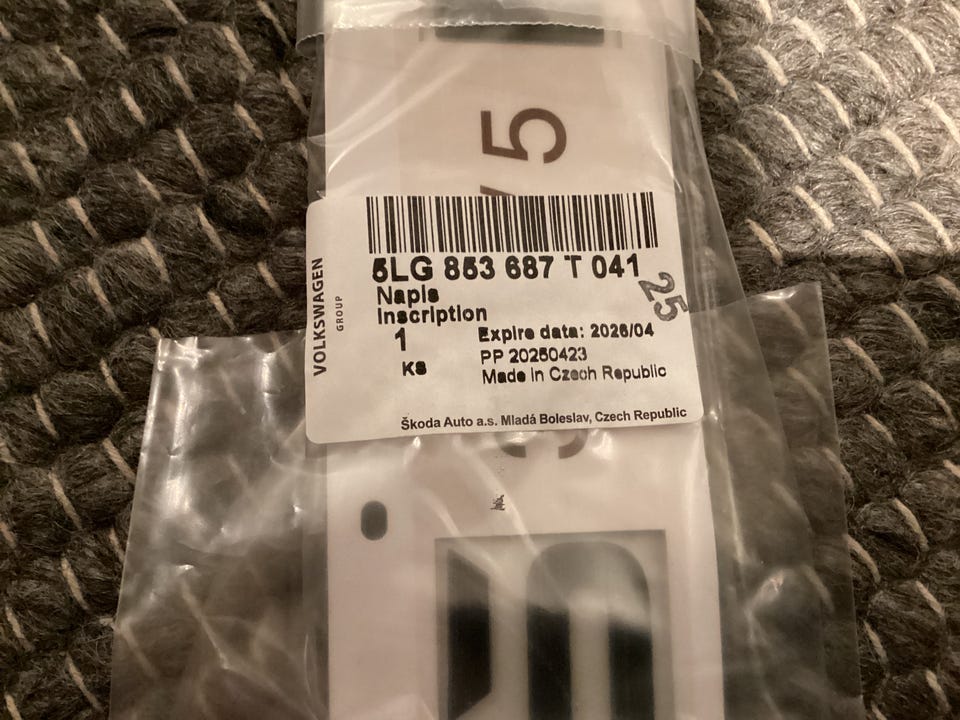 5
VOLKSWAGEN
GROUP
5LG 853 687 T 041
25
Napis
Inscription
1
ks
Expire data: 2026/04
PP 20250423
Made in Czech Republic
Škoda Auto a.s. Mladá Boleslav, Czech Republic